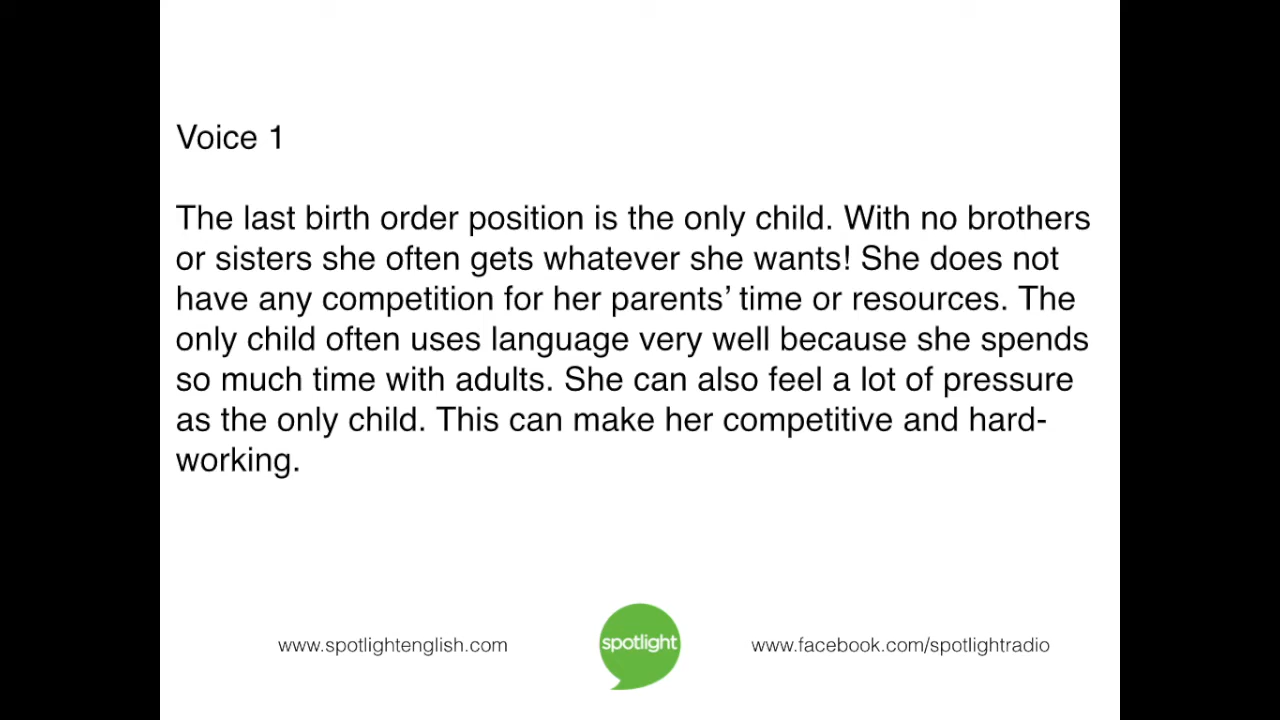 Voice 1
The last birth order position is the only child. With no brothers
or sisters she often gets whatever she wants! She does not
have any competition for her parents’ time or resources. The
only child often uses language very well because she spends
so much time with adults. She can also feel a lot of pressure
as the only child. This can make her competitive and hard-
working.
www.spotlightenglish.com
spotlight
www.facebook.com/spotlightradio